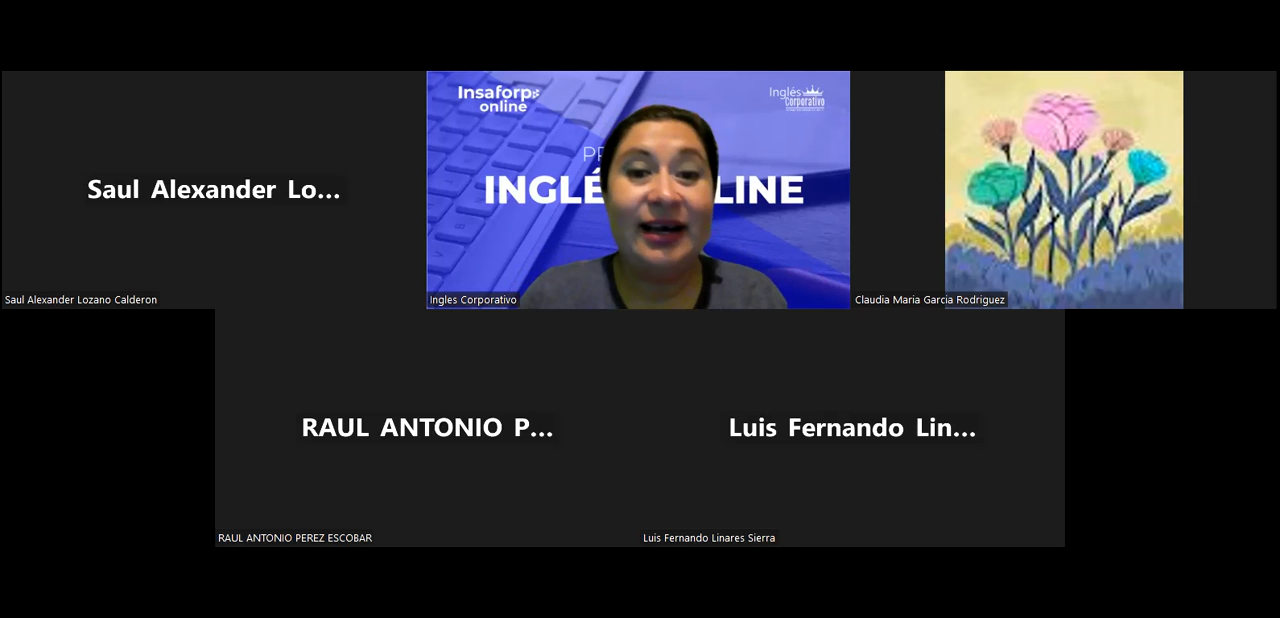 Saul Alexander Lo...
Saul Alexander Lozano Calderon
Insaforp
online
Inglés
Corporativo
PR
INGLÉ LINE
Ingles Corporativo
Claudia Maria Garcia Rodriguez
RAUL ANTONIO P...
RAUL ANTONIO PEREZ ESCOBAR
Luis Fernando Lin...
Luis Fernando Linares Sierra